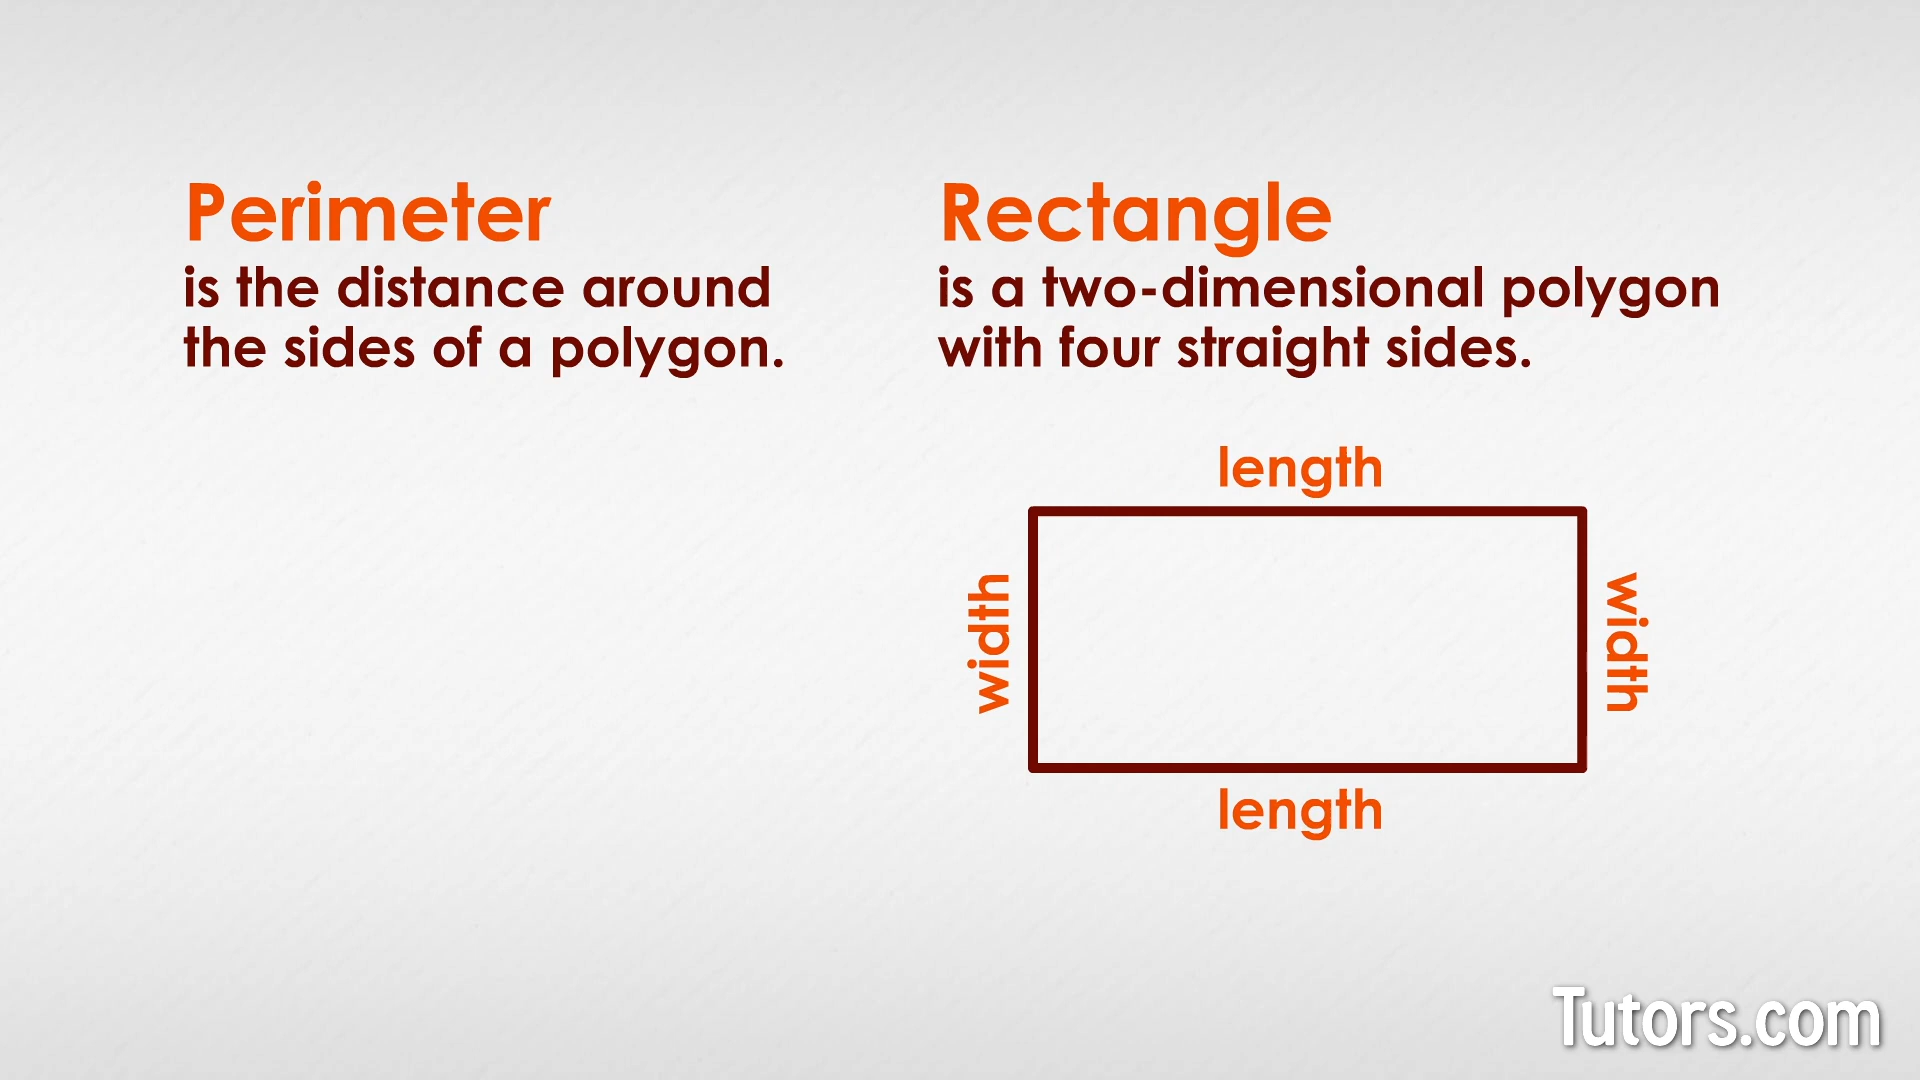 Perimeter
is the distance around
the sides of a polygon.
Rectangle
is a two-dimensional polygon
with four straight sides.
length
width
width
length
Tutors.com